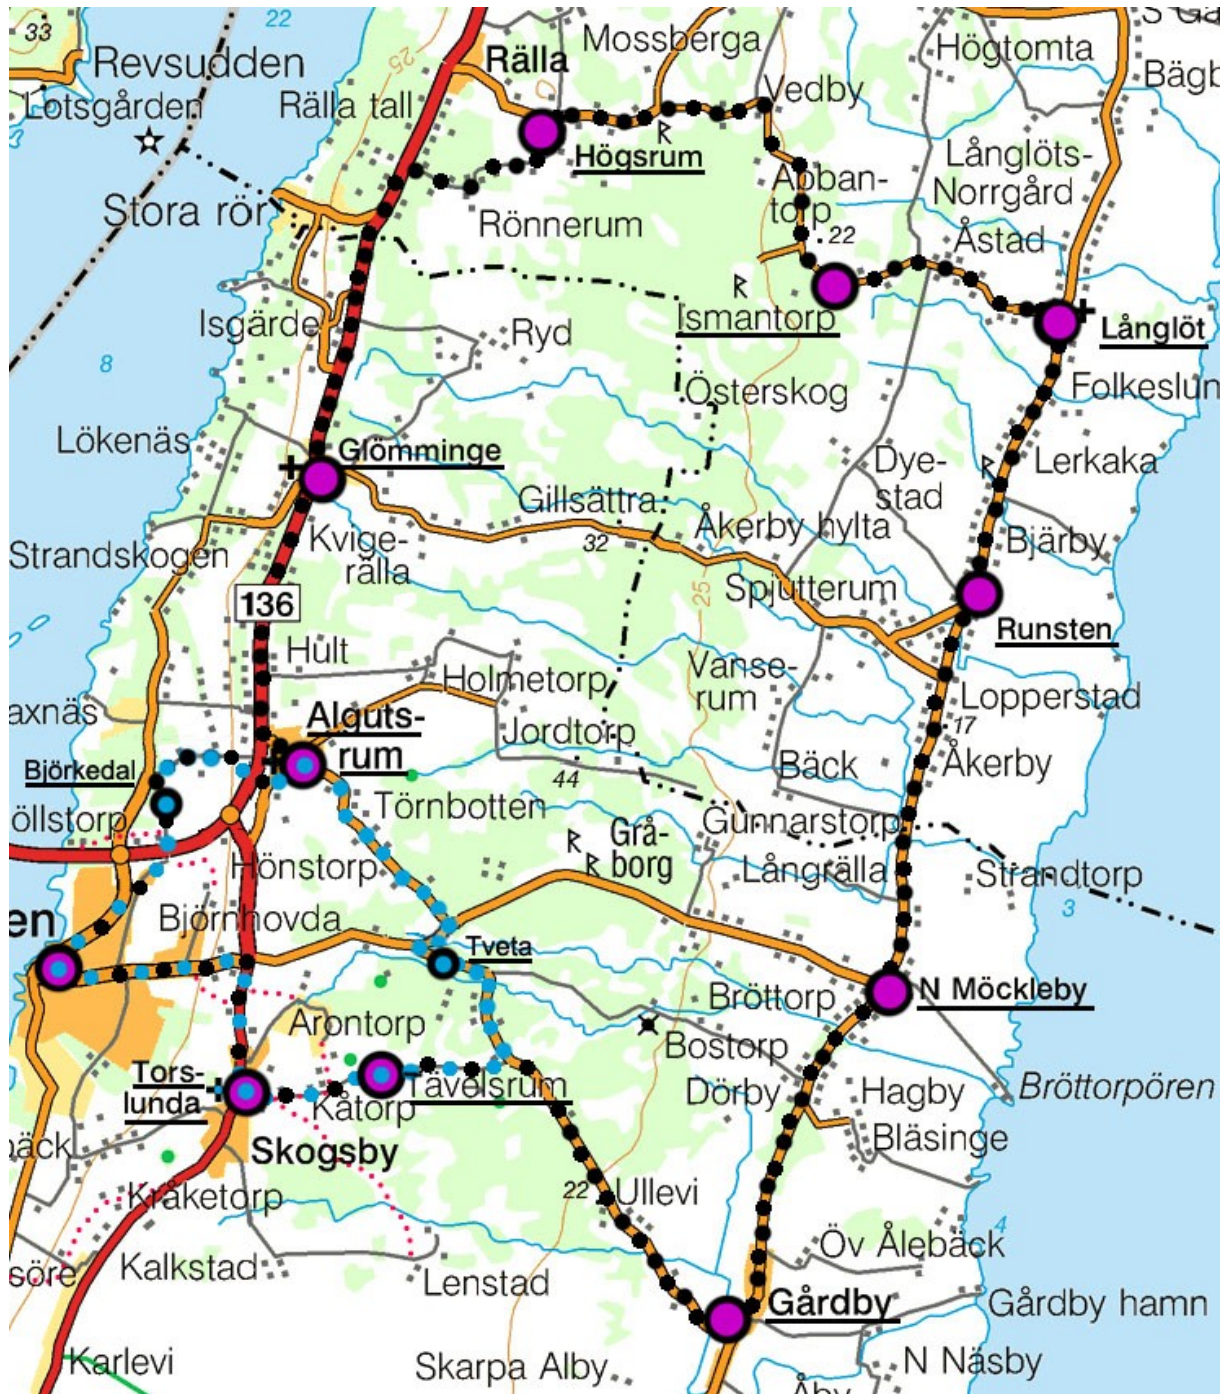 22
33
S Ga
Mossberga
Högtomta
Revsudden
Rälla
25
Bägb
Lotsgården
Rälla tall
Vedby
Högsrum
Långlöts-
Norrgård
Abban-
torp
Stora rör
Rönnerum
Åstad
22
Isgärde
Ryd
Ismantorp
Långlöt
8
Österskog
Folkeslun
Lökenäs
Glömminge
Dye-
stad
Lerkaka
Gillsättra
Åkerby hylta
Strandskogen
Kvige-
rälla
32
Bjärby
25
Spjutterum
136
Runsten
Hult
Holmetorp
Vanse-
rum
Lopperstad
axnäs
Alguts-
rum
Jordtorp
17
Björkedal
44
Bäck
Åkerby
Törnbotten
öllstorp
Grå-
borg
Gunnarstorp
Hönstorp
Långrälla
Strandtorp
3
en
Björnhovda
Tveta
Bröttorp
N Möckleby
Arontorp
Bostorp
Tors-
lunda
Kåtorp
Tävelsrum
Dörby
Hagby
Bröttorpören
bäck
Skogsby
Bläsinge
Kråketorp
22
Ullevi
4
Öv Ålebäck
söre
Kalkstad
Lenstad
Gårdby
Gårdby hamn
Karlevi
Skarpa Alby
N Näsby
Åby